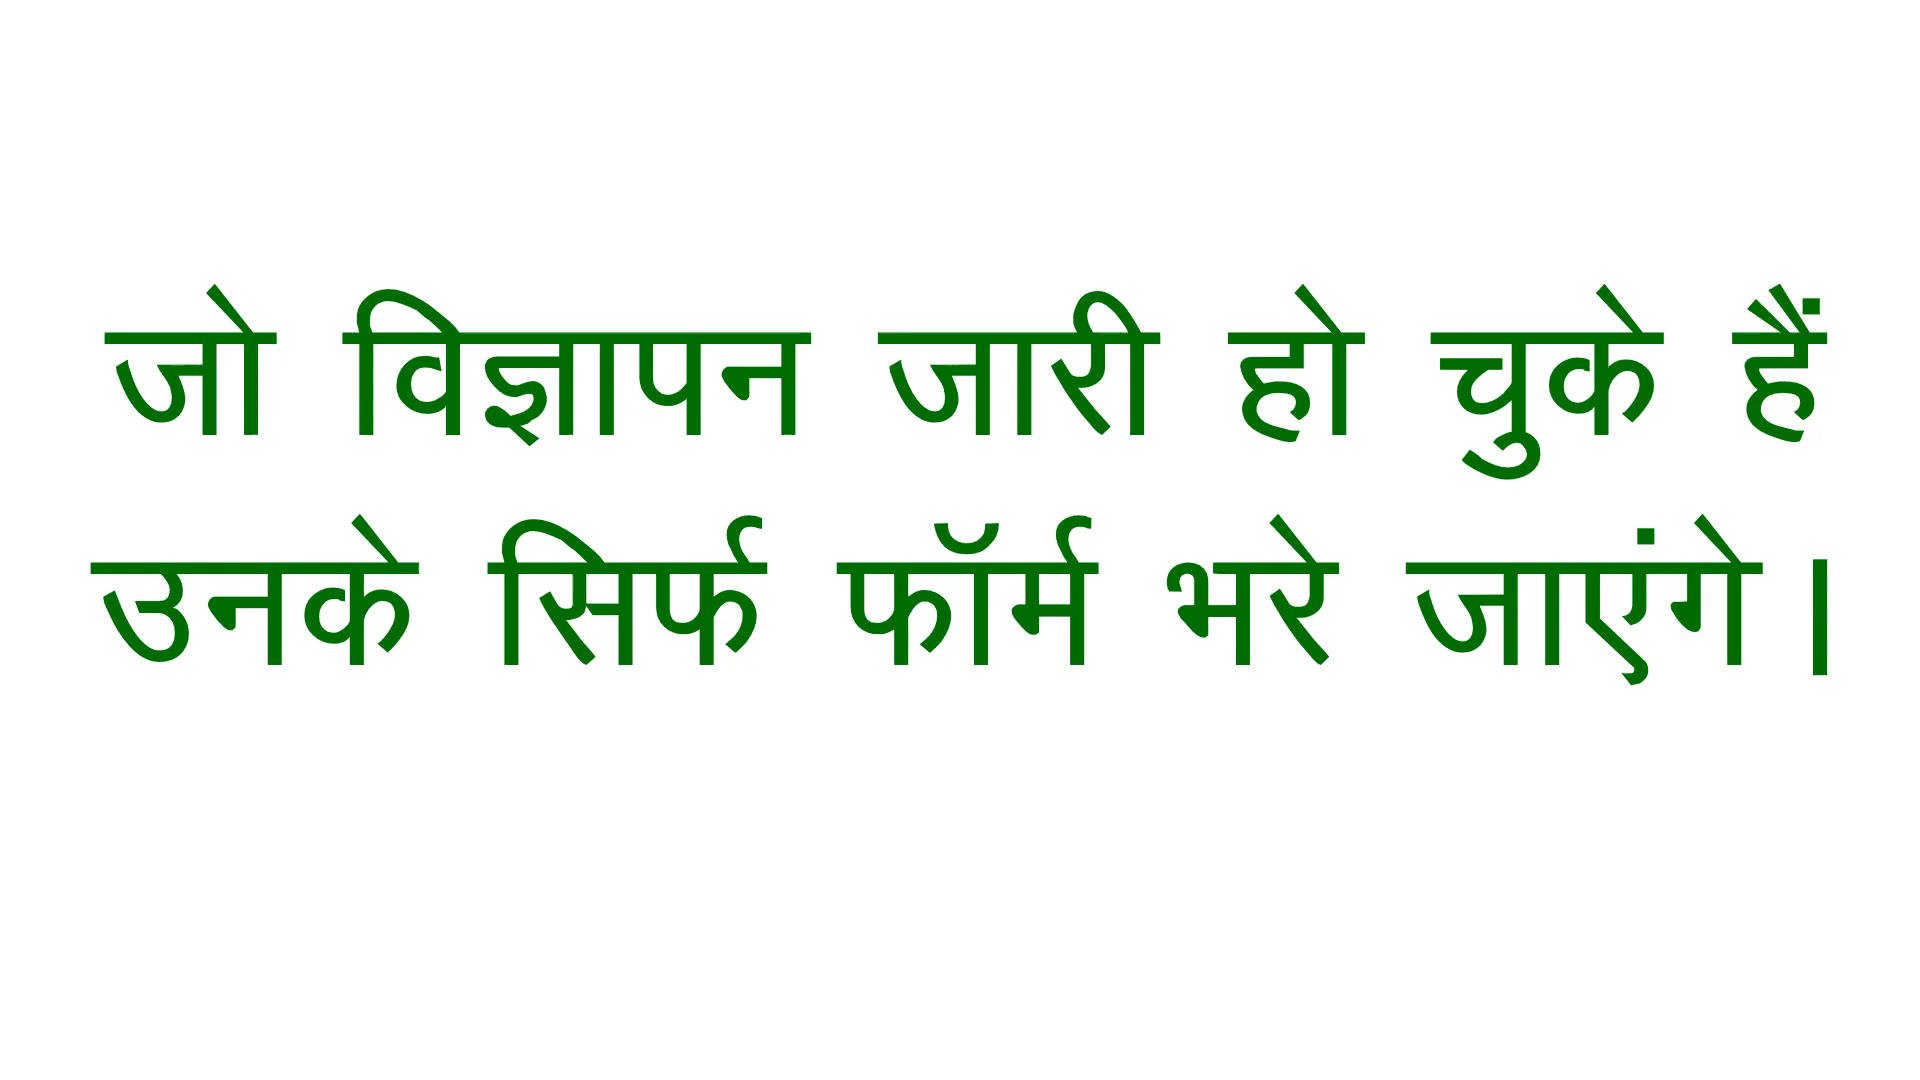 जो विज्ञापन जारी हो चुके हैं
उनके सिर्फ फॉर्म भरे जाएंगे।